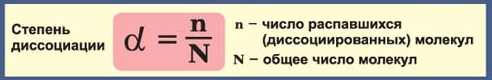 Степень
диссоциации
d = n/N
n – число распавшихся
(диссоциированных) молекул
N – общее число молекул